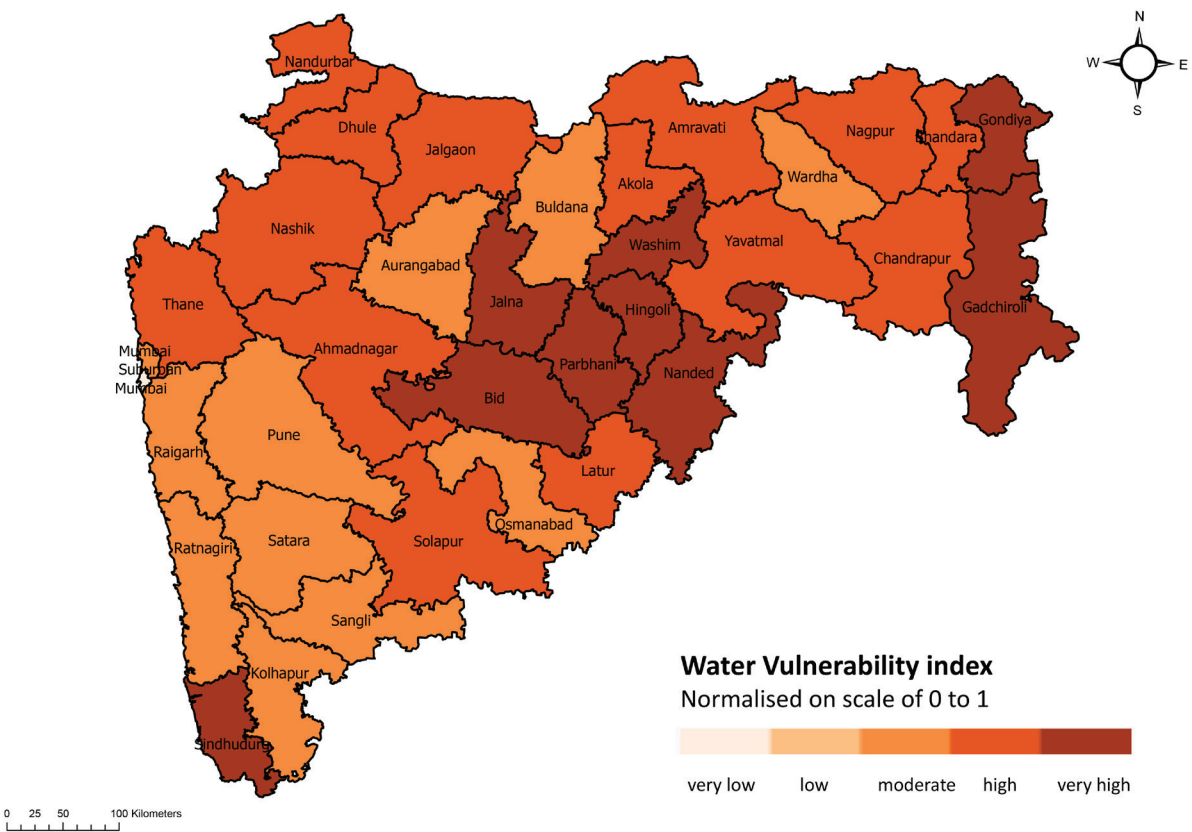 N
W E
S
Nandurbar
Dhule
Jalgaon
Amravati
Nagpur
Bhandara
Gondiya
Akola
Wardha
Buldana
Nashik
Washim
Yavatmal
Aurangabad
Chandrapur
Thane
Jalna
Hingoli
Gadchiroli
Mumbai
Suburban
Mumbai
Ahmadnagar
Parbhani
Nanded
Bid
Pune
Raigarh
Latur
Osmanabad
Ratnagiri
Satara
Solapur
Sangli
Kolhapur
Sindhudurg
Water Vulnerability index
Normalised on scale of 0 to 1
very low low moderate high very high
0 25 50 100 Kilometers